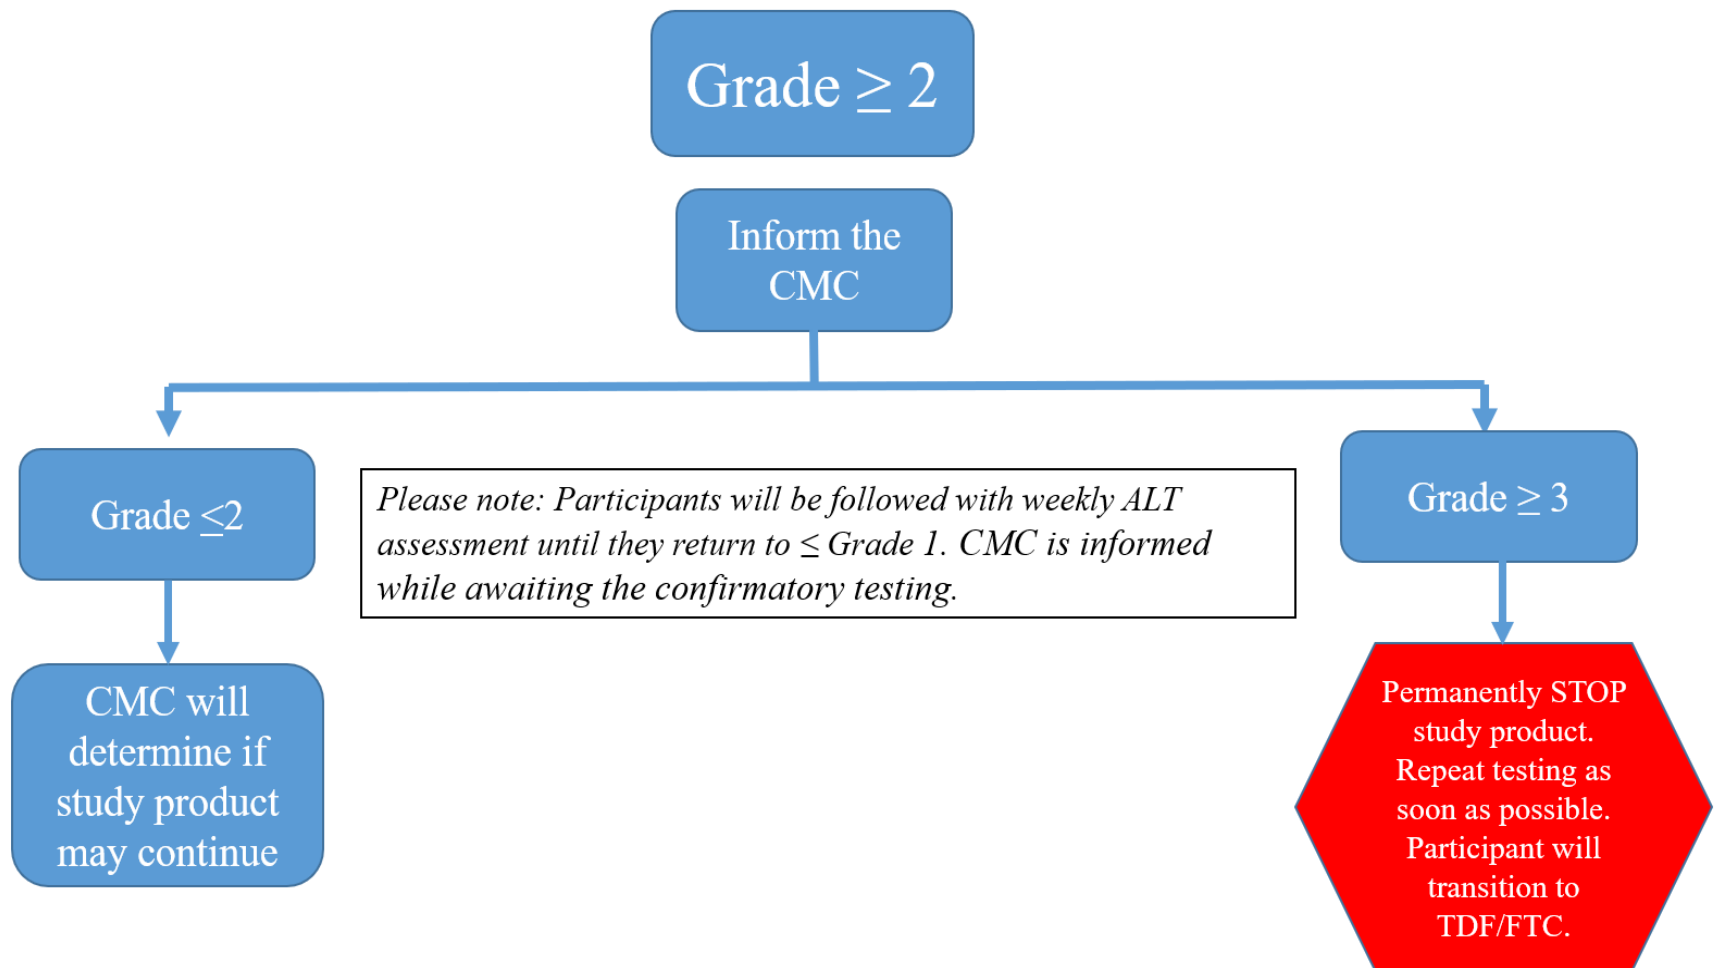 Grade ≥ 2
Inform the
CMC
Grade ≤2
Please note: Participants will be followed with weekly ALT
assessment until they return to ≤ Grade 1. CMC is informed
while awaiting the confirmatory testing.
Grade ≥ 3
CMC will
determine if
study product
may continue
Permanently STOP
study product.
Repeat testing as
soon as possible.
Participant will
transition to
TDF/FTC.